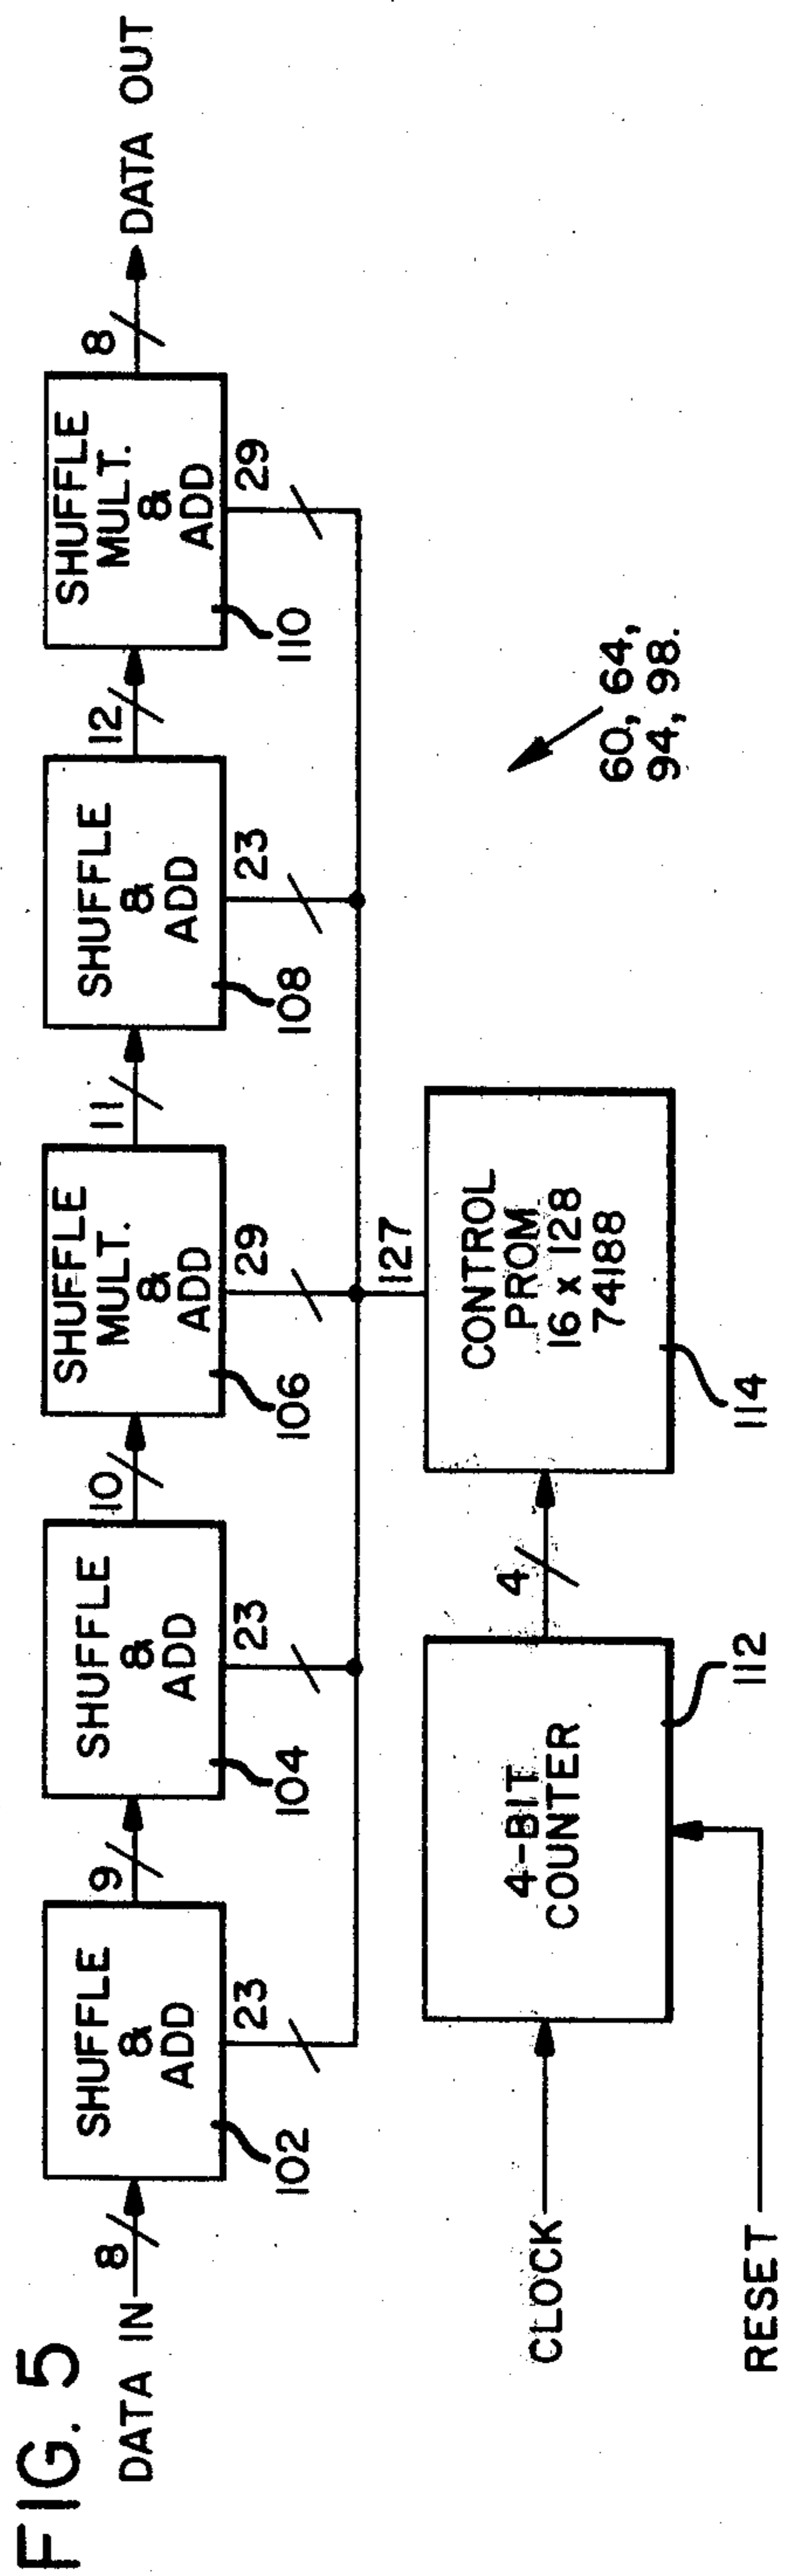 FIG. 5
DATA IN
8
SHUFFLE
&
ADD
102
23
9
SHUFFLE
&
ADD
104
23
10
SHUFFLE
MULT.
&
ADD
106
29
11
SHUFFLE
&
ADD
108
23
12
SHUFFLE
MULT.
&
ADD
110
29
8
DATA OUT
127
CLOCK
RESET
4-BIT
COUNTER
112
4
CONTROL
PROM
16 x 128
74188
114
60, 64,
94, 98.